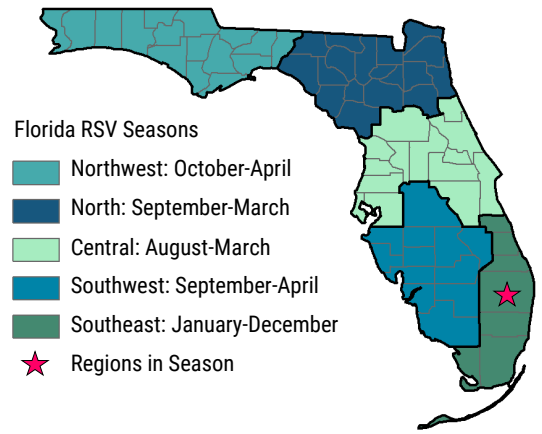 Florida RSV Seasons
Northwest: October-April
North: September-March
Central: August-March
Southwest: September-April
Southeast: January-December
Regions in Season